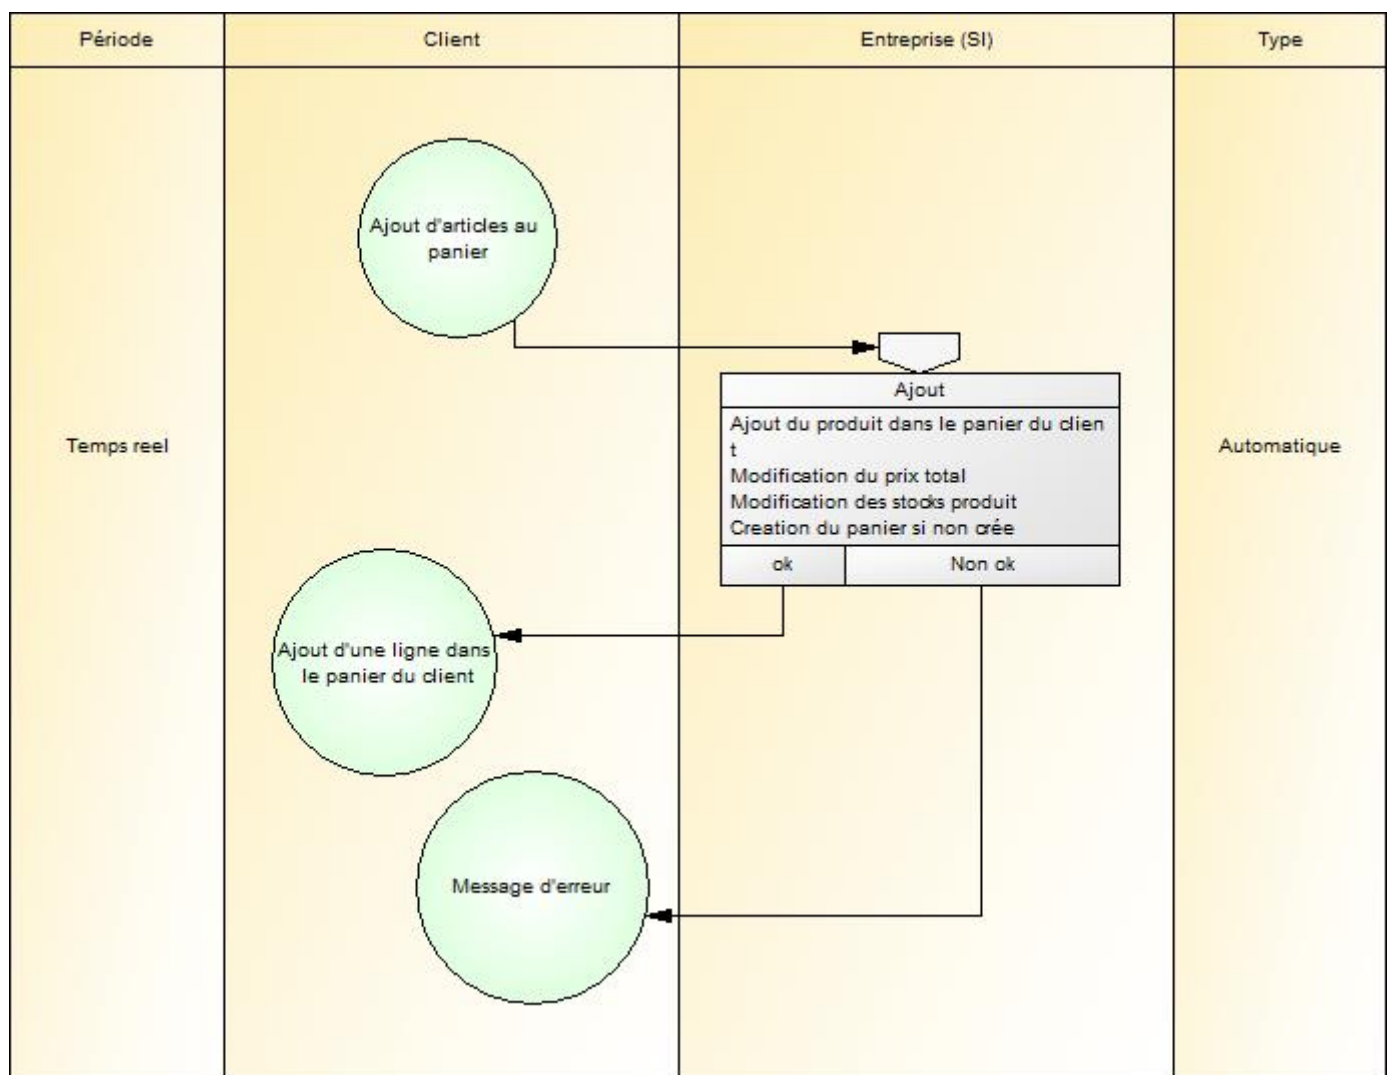 Période
Client
Entreprise (SI)
Type
Ajout d'articles au
panier
Ajout
Ajout du produit dans le panier du clien
t
Modification du prix total
Modification des stocks produit
Creation du panier si non crée
ok
Non ok
Temps reel
Automatique
Ajout d'une ligne dans
le panier du client
Message d'erreur